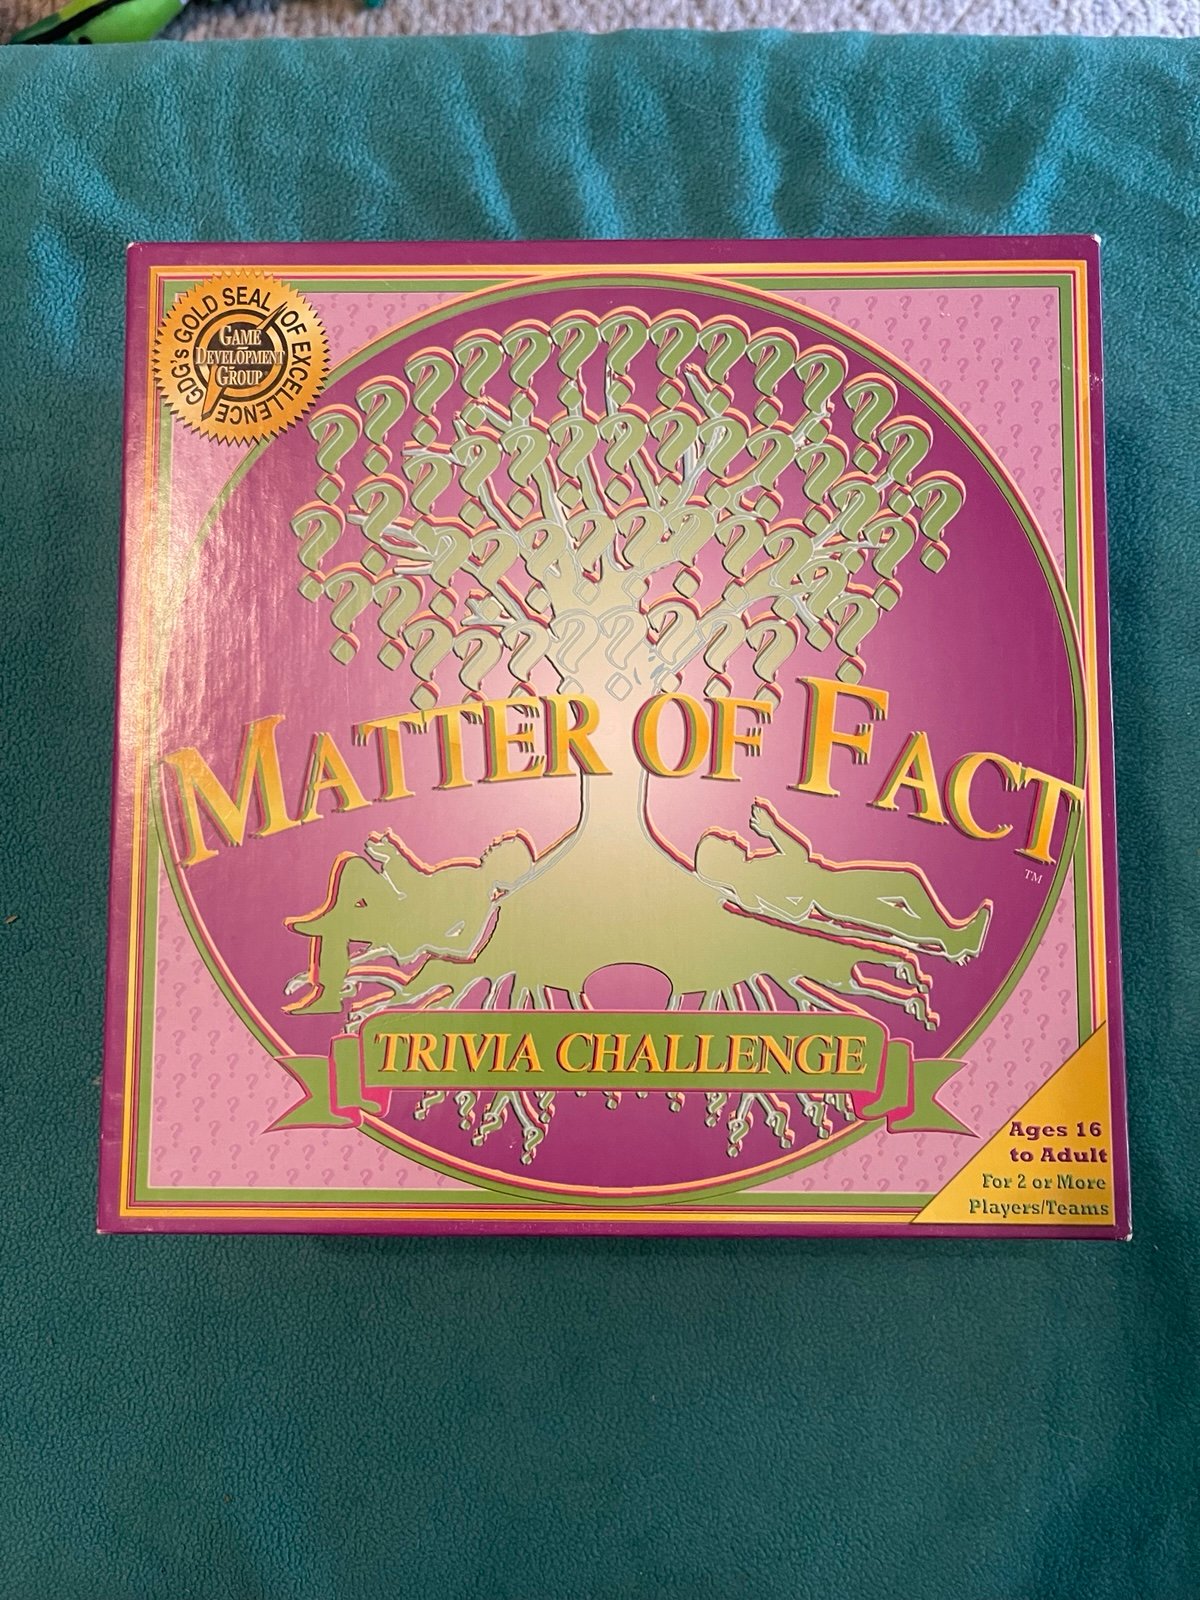 GDG's GOLD SEAL OF EXCELLENCE
GAME
DEVELOPMENT
GROUP
MATTER OF FACT
TM
TRIVIA CHALLENGE
Ages 16
to Adult
For 2 or More
Players/Teams